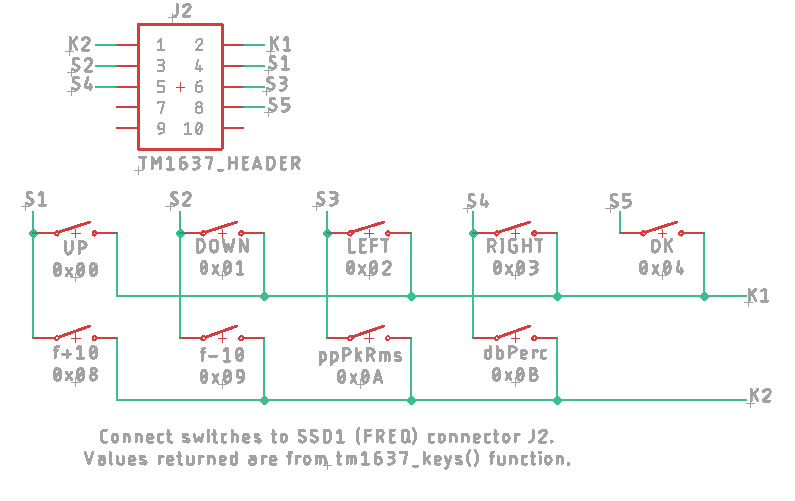 J2
K2 1 2 K1
S2 3 4 S1
S4 5 6 S3
7 8 S5
9 10
TM1637_HEADER
S1 S2 S3 S4 S5
UP DOWN LEFT RIGHT OK
0x00 0x01 0x02 0x03 0x04
K1
f+10 f-10 ppPkRms dbPerc
0x08 0x09 0x0A 0x0B
K2
Connect switches to SSD1 (FREQ) connector J2.
Values returned are from tm1637_keys() function.